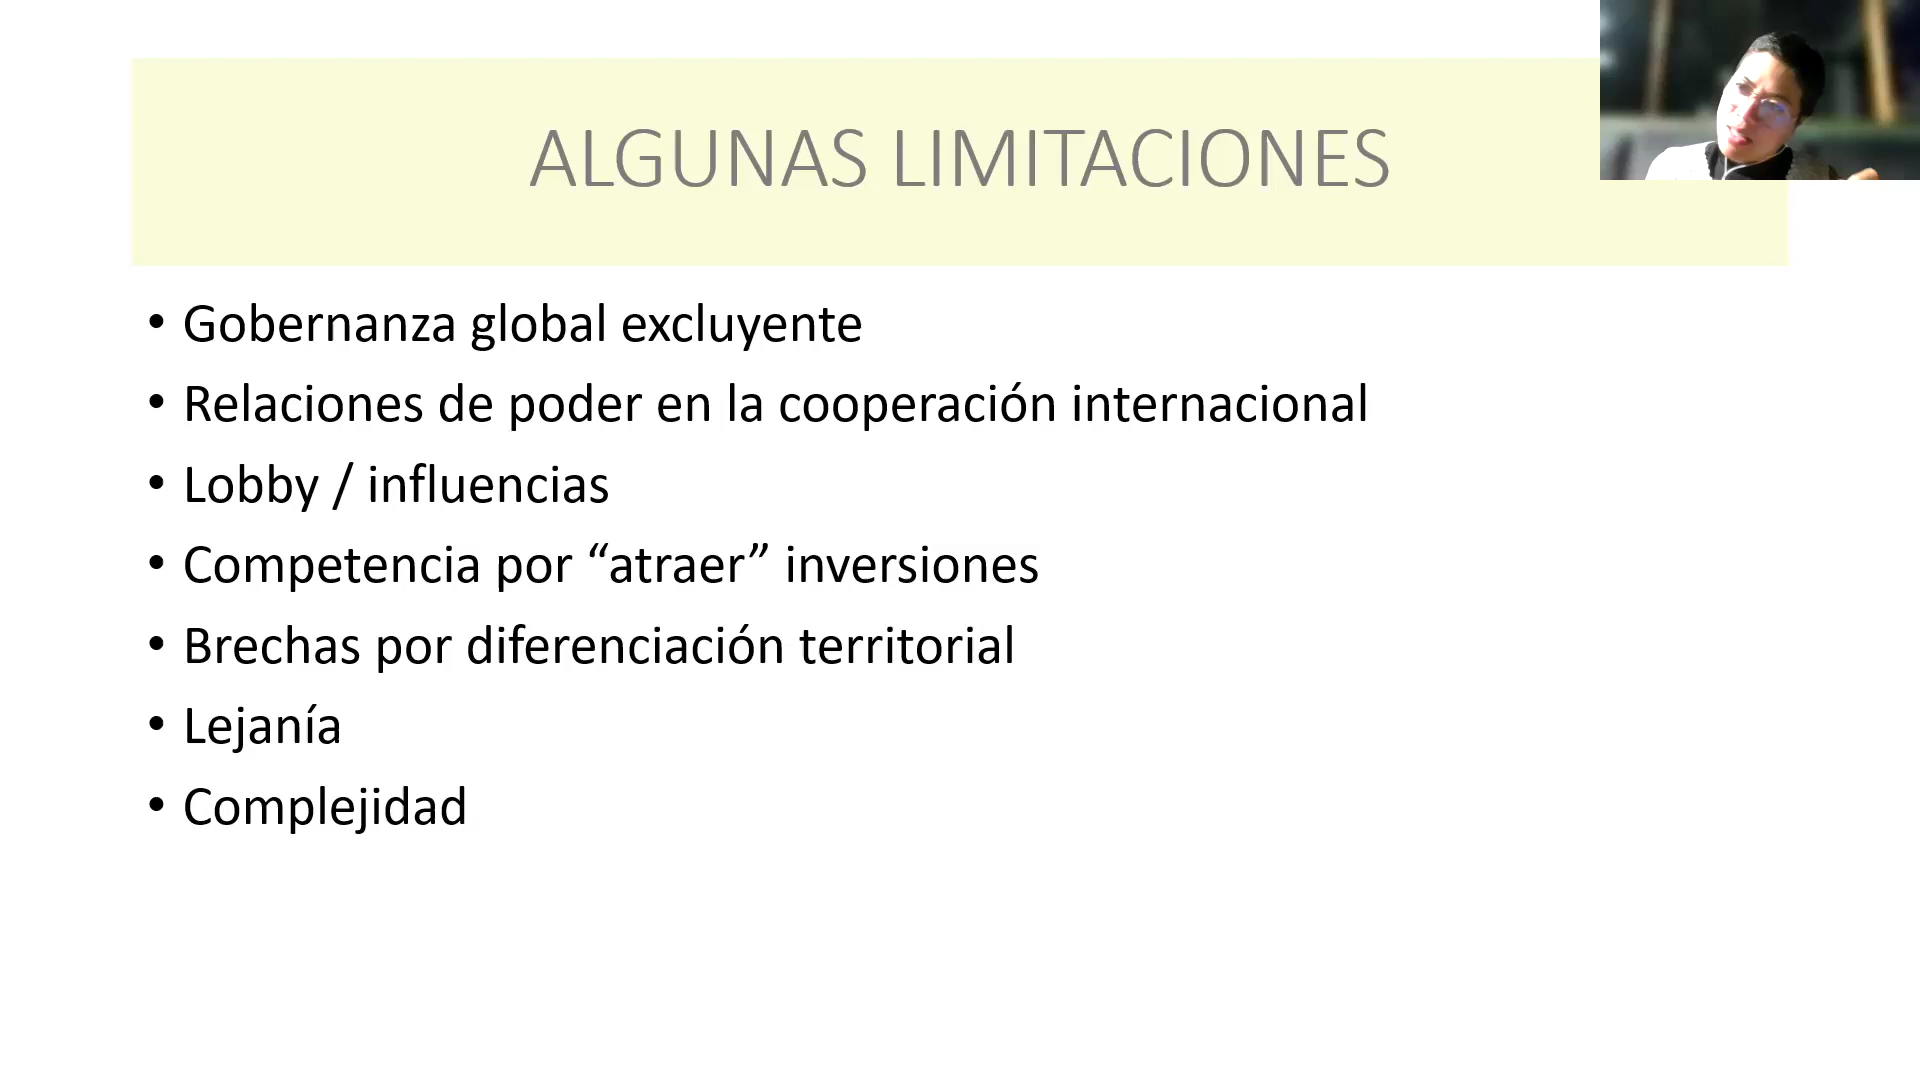 ALGUNAS LIMITACIONES
• Gobernanza global excluyente
• Relaciones de poder en la cooperación internacional
• Lobby / influencias
• Competencia por “atraer” inversiones
• Brechas por diferenciación territorial
• Lejanía
• Complejidad